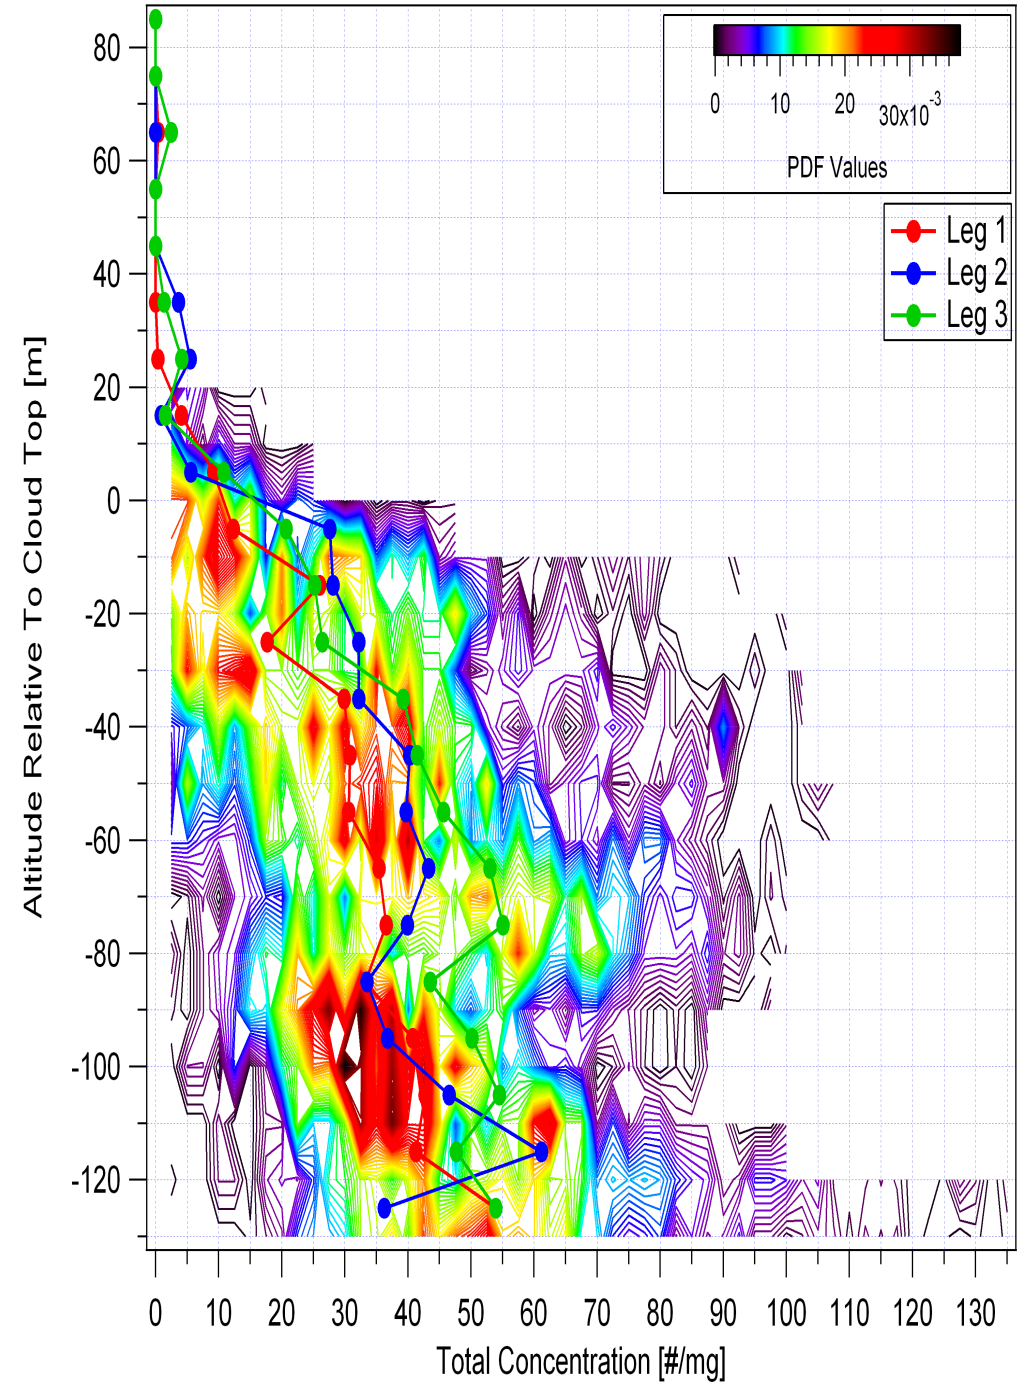 80
60
40
20
0
-20
-40
-60
-80
-100
-120
Altitude Relative To Cloud Top [m]
0 10 20 30x10-3
PDF Values
Leg 1
Leg 2
Leg 3
0 10 20 30 40 50 60 70 80 90 100 110 120 130
Total Concentration [#/mg]